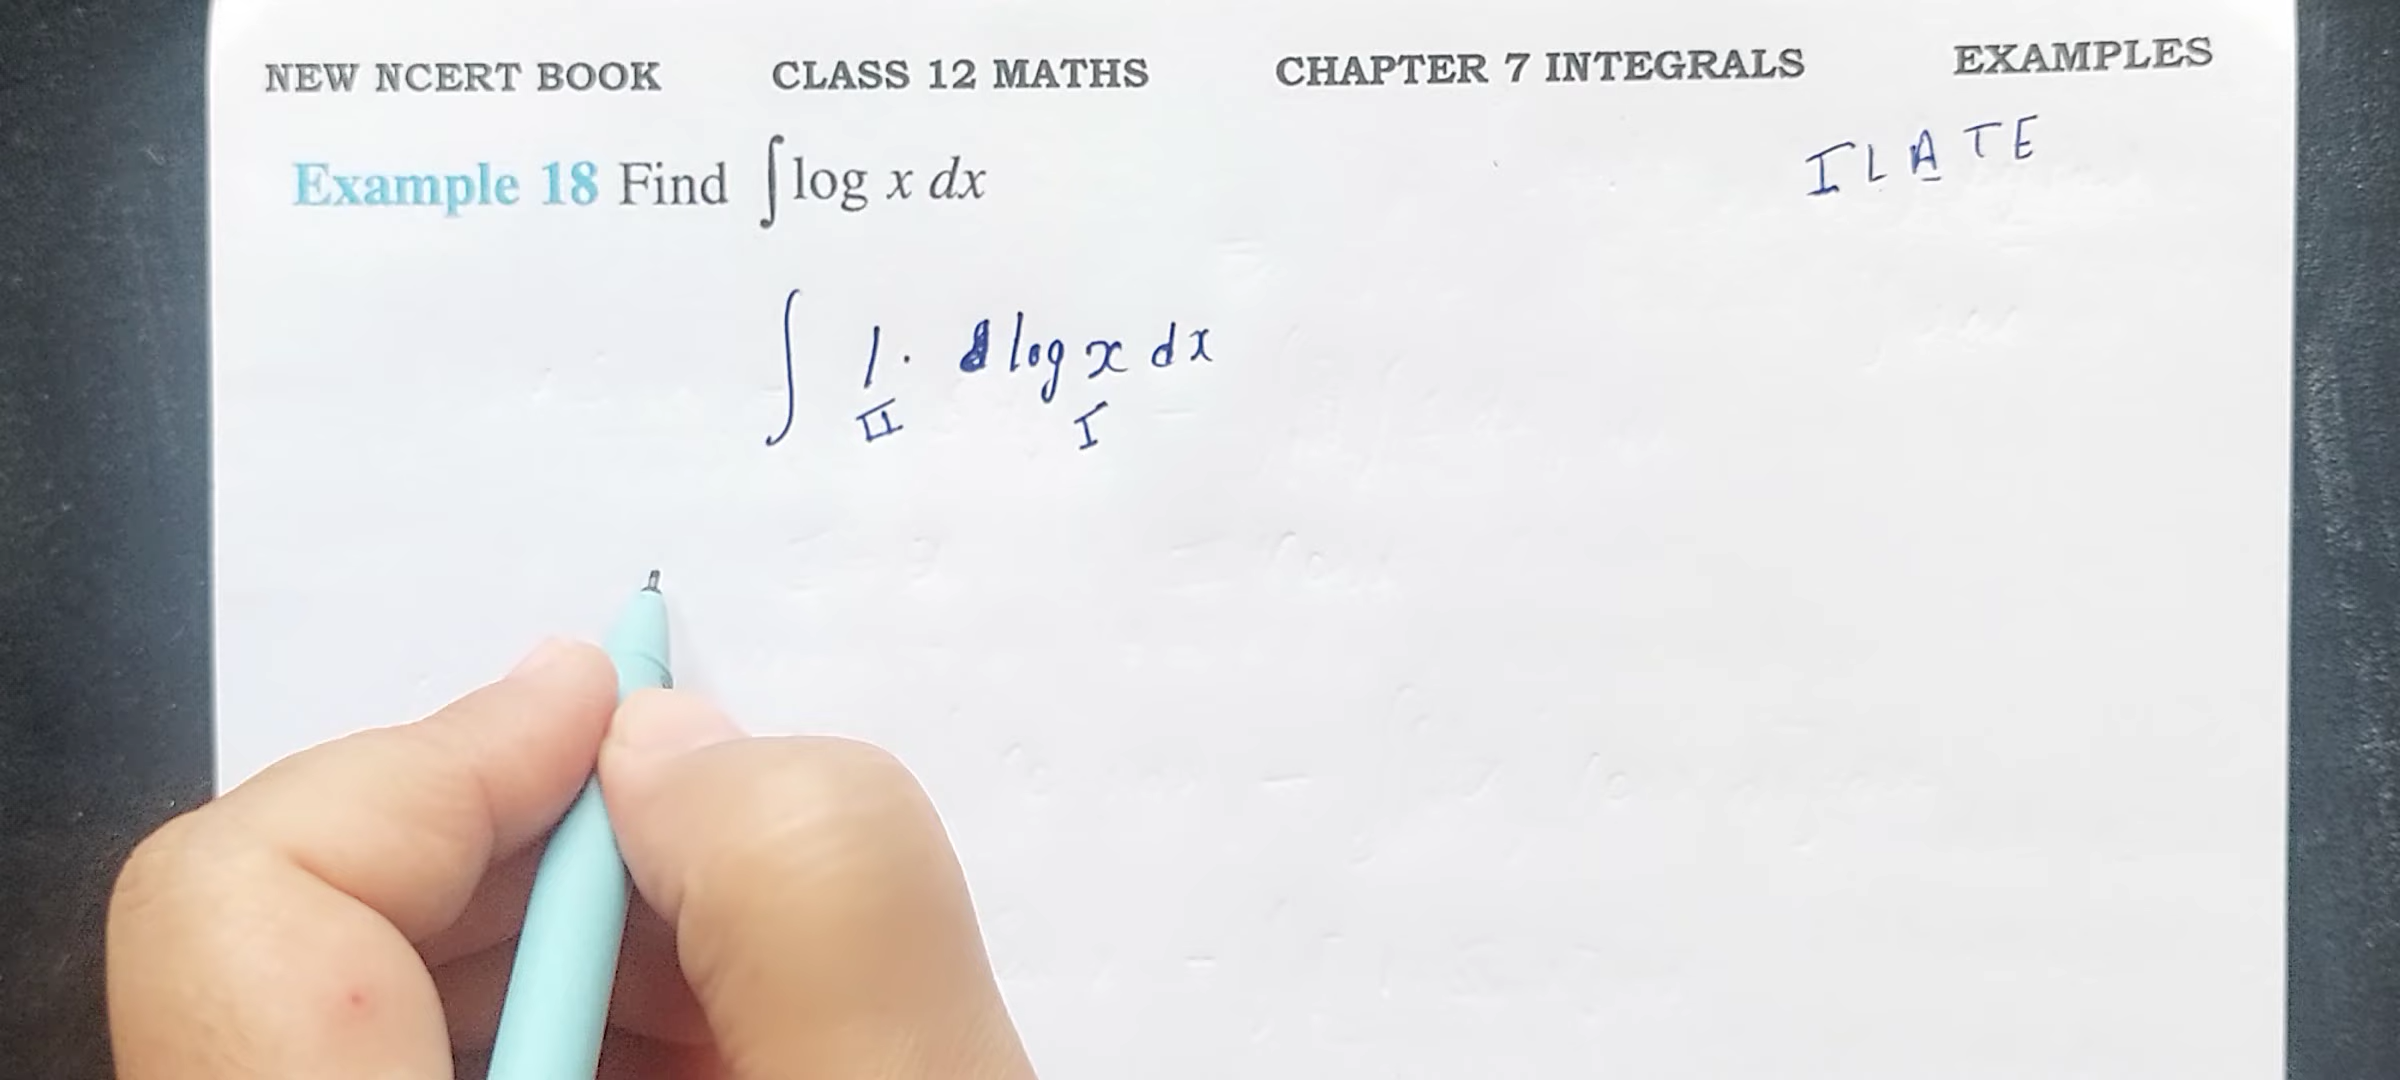 NEW NCERT BOOK CLASS 12 MATHS CHAPTER 7 INTEGRALS EXAMPLES
I L A T E
Example 18 Find ∫ log x dx
∫ 1 · log x dx
II I